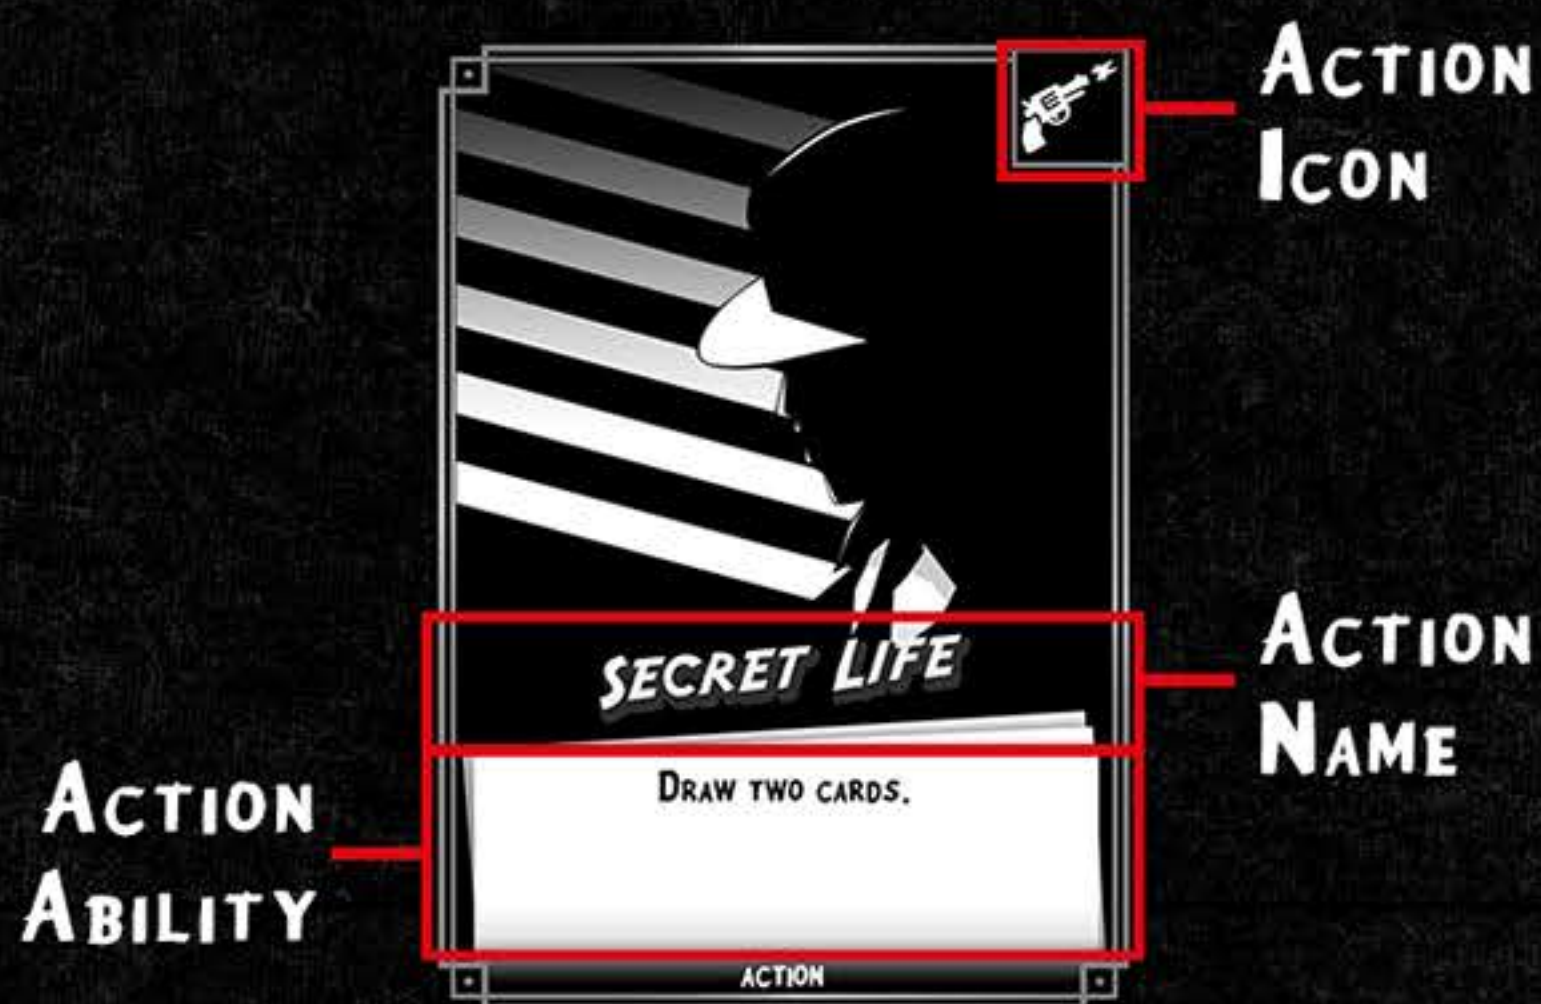 Action
Icon
Secret Life
Action
Name
Draw two cards.
Action
Ability
Action